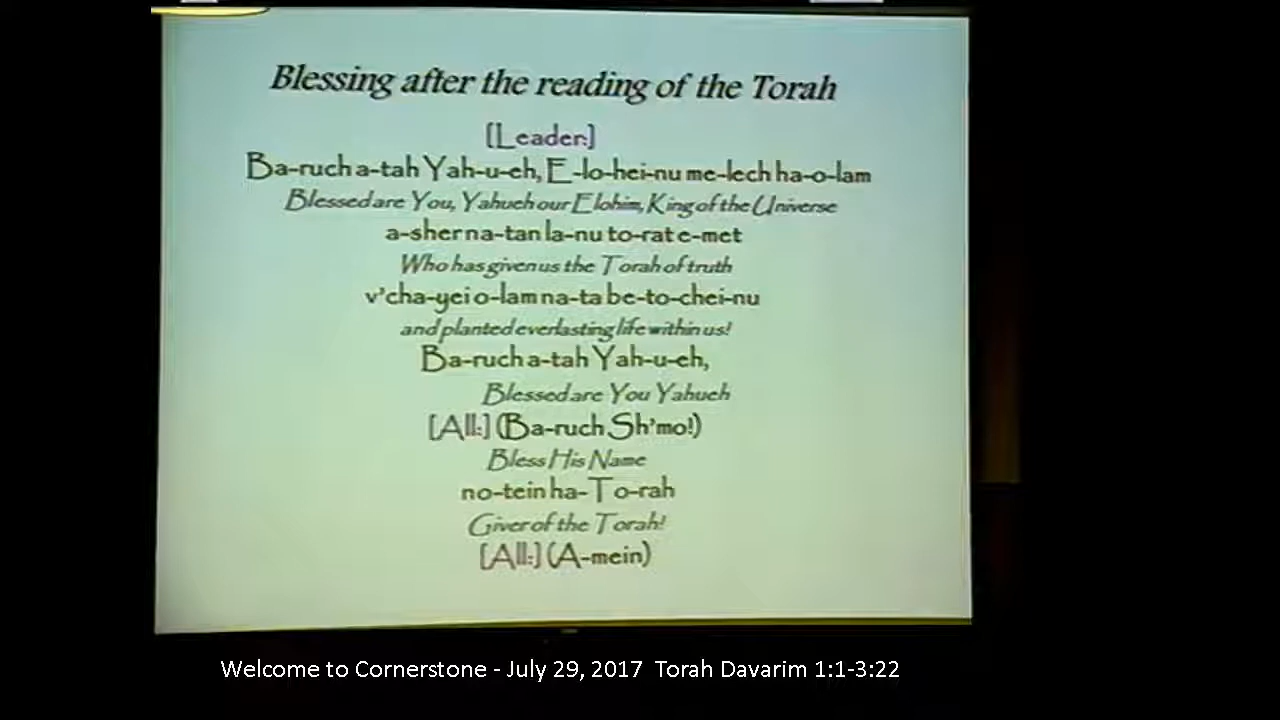 Blessing after the reading of the Torah
[Leader:]
Ba-ruch a-tah Yah-u-eh, E-lo-hei-nu me-lech ha-o-lam
Blessed are You, Yahueh our Elohim, King of the Universe
a-sher na-tan la-nu to-rat e-met
Who has given us the Torah of truth
v'cha-yei o-lam na-ta be-to-chei-nu
and planted everlasting life within us!
Ba-ruch a-tah Yah-u-eh,
Blessed are You Yahueh
[All:] (Ba-ruch Sh'mo!)
Bless His Name
no-tein ha-To-rah
Giver of the Torah!
[All:] (A-mein)
Welcome to Cornerstone - July 29, 2017 Torah Davarim 1:1-3:22